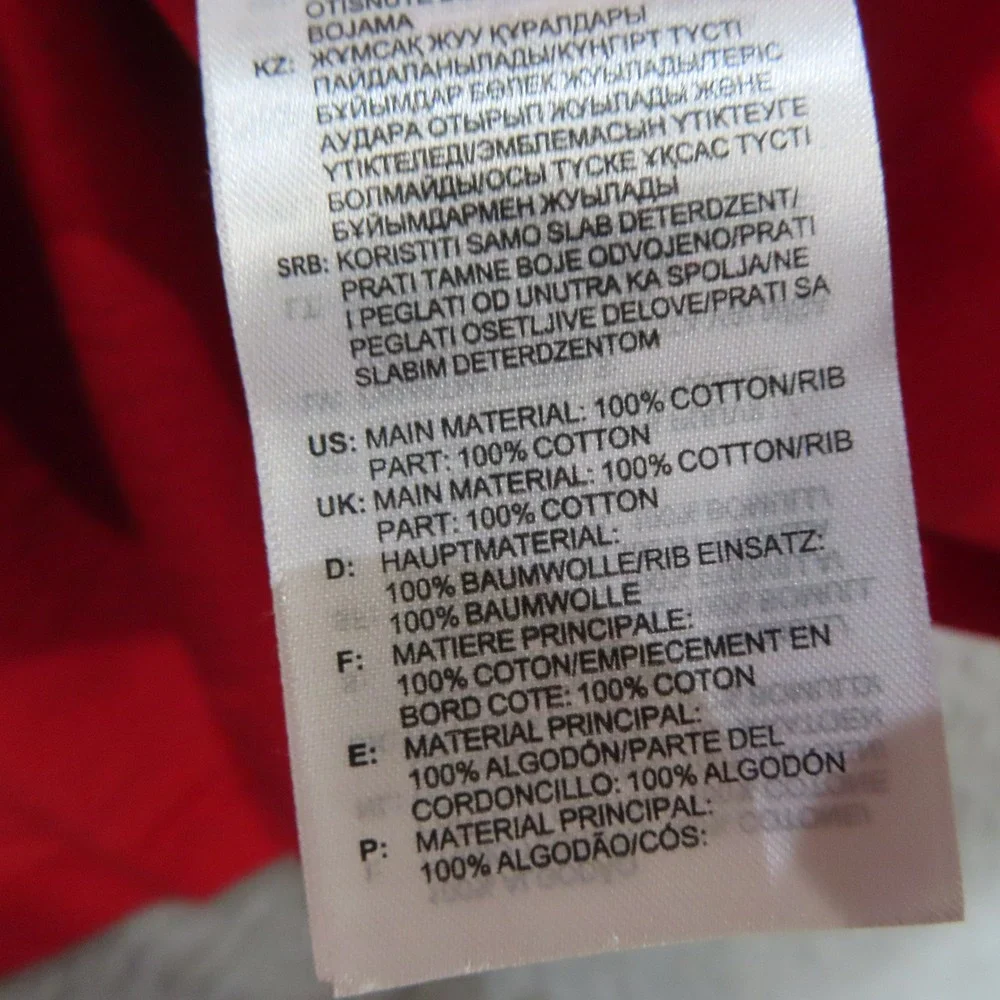 OTISNUTE
BOJAMA
KZ: ЖҰМСАҚ ЖУУ ҚҰРАЛДАРЫ
ПАЙДАЛАНЫЛАДЫ/КҮҢГІРТ ТҮСТІ
БҰЙЫМДАР БӨЛЕК ЖУЫЛАДЫ/ТЕРІС
АУДАРА ОТЫРЫП ЖУЫЛАДЫ ЖӘНЕ
ҮТІКТЕЛЕДІ/ЭМБЛЕМАСЫН ҮТІКТЕУГЕ
БОЛМАЙДЫ/ОСЫ ТҮСКЕ ҰҚСАС ТҮСТІ
БҰЙЫМДАРМЕН ЖУЫЛАДЫ
SRB: KORISTITI SAMO SLAB DETERDZENT/
PRATI TAMNE BOJE ODVOJENO/PRATI
I PEGLATI OD UNUTRA KA SPOLJA/NE
PEGLATI OSETLJIVE DELOVE/PRATI SA
SLABIM DETERDZENTOM
US: MAIN MATERIAL: 100% COTTON/RIB
PART: 100% COTTON
UK: MAIN MATERIAL: 100% COTTON/RIB
PART: 100% COTTON
D: HAUPTMATERIAL:
100% BAUMWOLLE/RIB EINSATZ:
100% BAUMWOLLE
F: MATIERE PRINCIPALE:
100% COTON/EMPIECEMENT EN
BORD COTE: 100% COTON
E: MATERIAL PRINCIPAL:
100% ALGODÓN/PARTE DEL
CORDONCILLO: 100% ALGODÓN
P: MATERIAL PRINCIPAL:
100% ALGODÃO/CÓS: